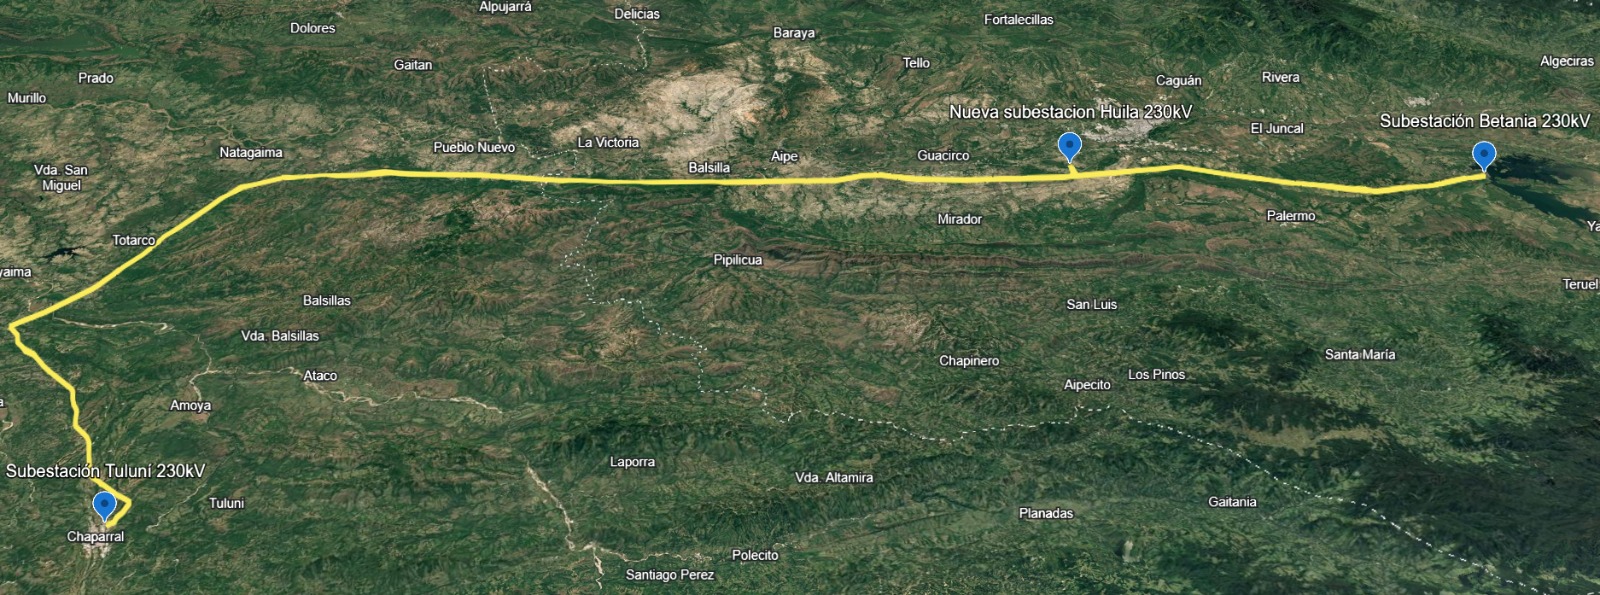 Alpujarrá
Delicias
Fortalecillas
Dolores
Baraya
Gaitan
Tello
Algeciras
Prado
Caguán
Rivera
Murillo
Nueva subestacion Huila 230kV
Subestación Betania 230kV
El Juncal
La Victoria
Pueblo Nuevo
Natagaima
Aipe
Guacirco
Balsilla
Vda. San
Miguel
Palermo
Mirador
Ya
Totarco
Pipilicua
yaima
Teruel
Balsillas
San Luis
Vda. Balsillas
Santa María
Chapinero
Ataco
Los Pinos
Aipecito
a
Amoya
Laporra
Subestación Tuluní 230kV
Vda. Altamira
Tuluni
Gaitania
Planadas
Chaparral
Polecito
Santiago Perez